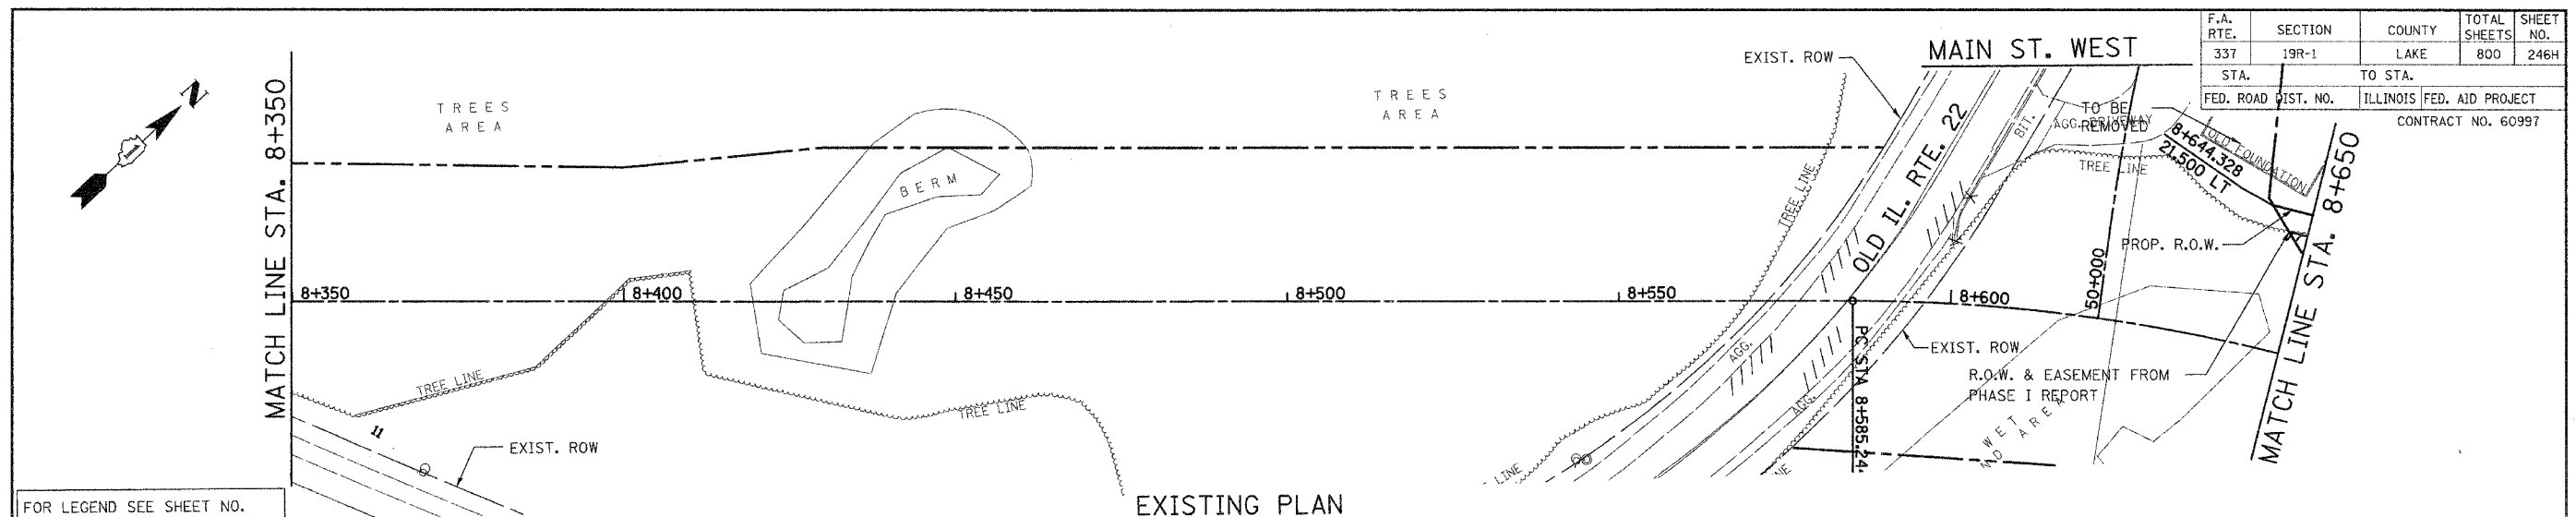 F.A. RTE. SECTION COUNTY TOTAL SHEETS SHEET NO.
337 19R-1 LAKE 800 246H
STA. TO STA.
FED. ROAD DIST. NO. ILLINOIS FED. AID PROJECT
CONTRACT NO. 60997
N
MATCH LINE STA. 8+350
TREES
AREA
BERM
TREES
AREA
EXIST. ROW
MAIN ST. WEST
OLD IL. RTE. 22
BIT.
TO BE
REMOVED
AGG. DRIVEWAY
TREE LINE
OLD FOUNDATION
8+644.328
21.500 LT
MATCH LINE STA. 8+650
PROP. R.O.W.
TREE LINE
8+350
8+400
8+450
8+500
8+550
8+600
50+000
PC STA 8+585.24
EXIST. ROW
R.O.W. & EASEMENT FROM
PHASE I REPORT
WET
AREA
AGG.
AGG.
TREE LINE
TREE LINE
11
EXIST. ROW
LINE
FOR LEGEND SEE SHEET NO.
EXISTING PLAN